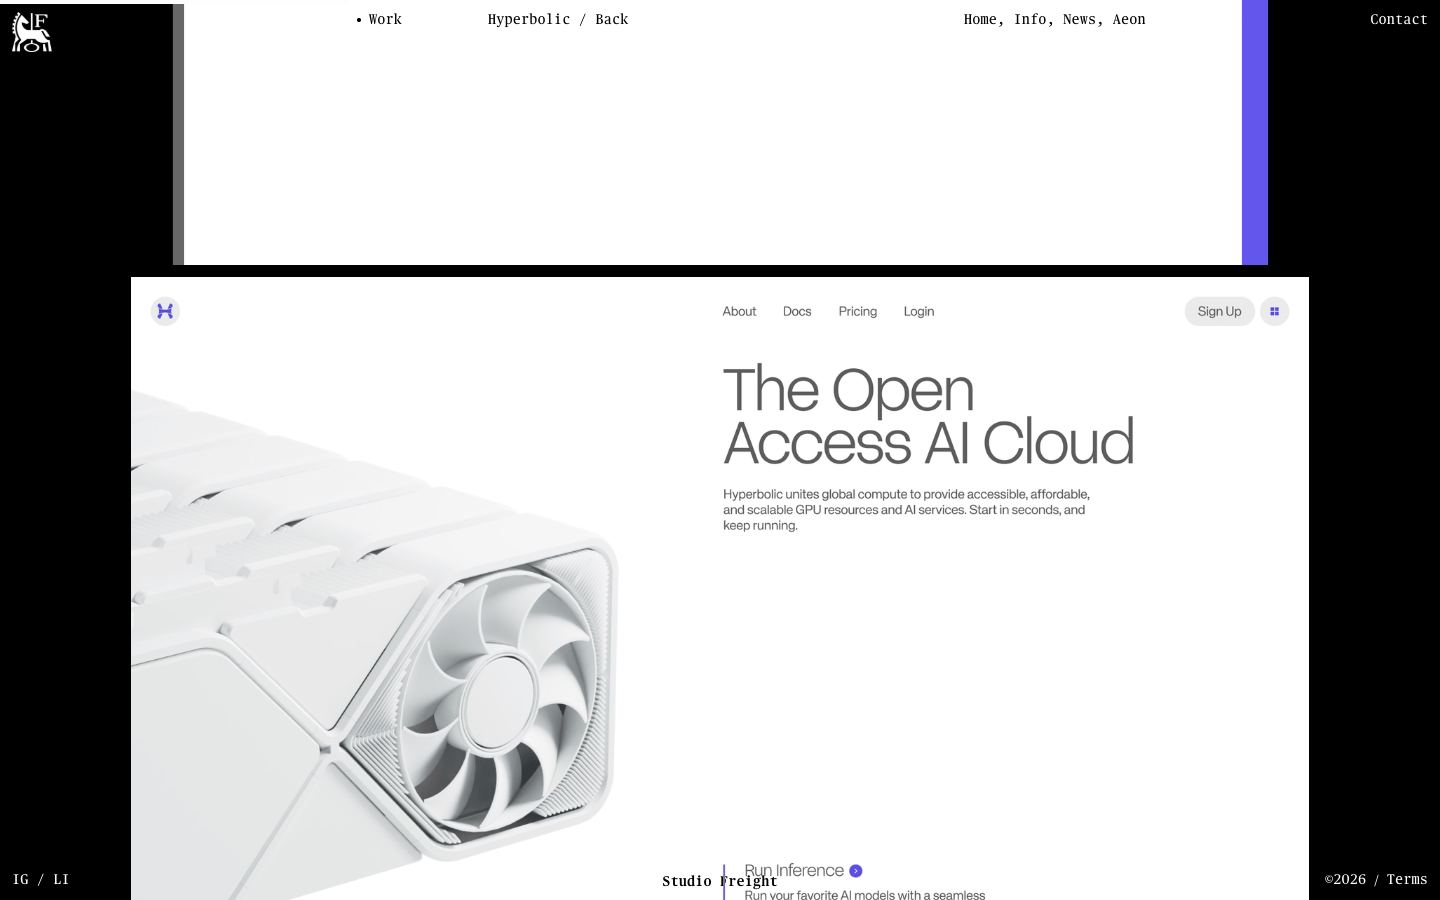 F
• Work
Hyperbolic / Back
Home, Info, News, Aeon
Contact
About
Docs
Pricing
Login
Sign Up
The Open
Access AI Cloud
Hyperbolic unites global compute to provide accessible, affordable,
and scalable GPU resources and AI services. Start in seconds, and
keep running.
Run Inference
IG / LI
Studio Freight
©2026 / Terms
Run your favorite AI models with a seamless